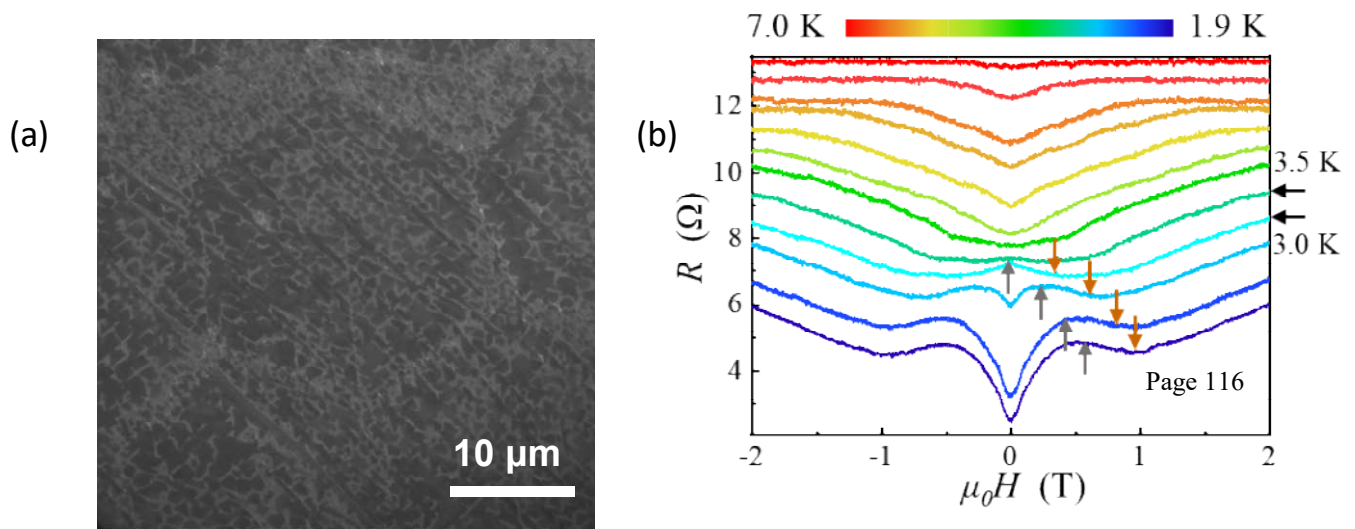 (a)
10 µm
(b)
7.0 K
1.9 K
12
10
8
6
4
R (Ω)
3.5 K
3.0 K
Page 116
-2
-1
0
1
2
μ0H (T)